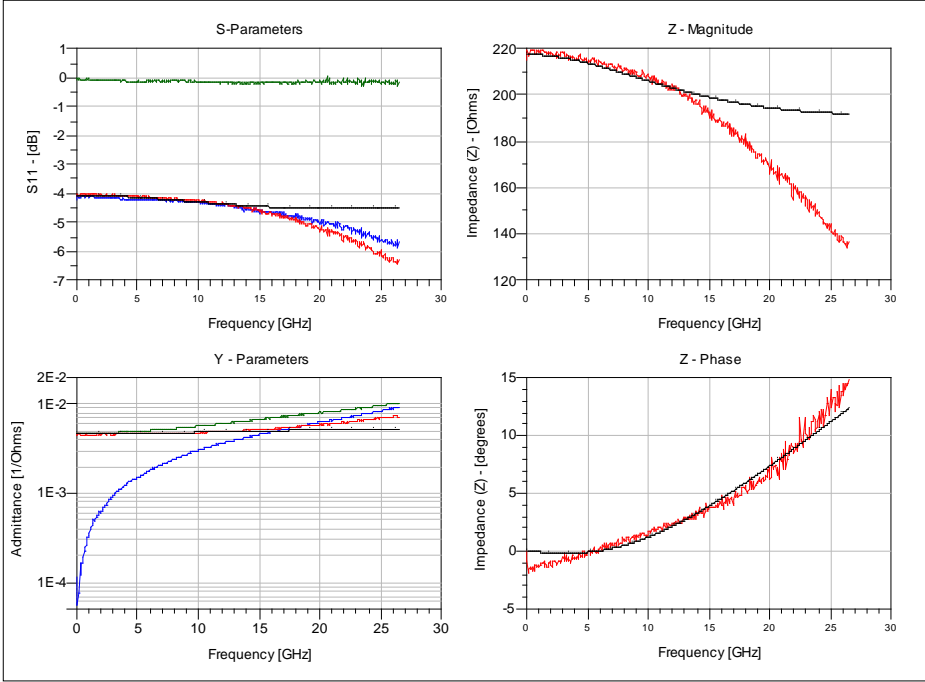 S-Parameters
1
0
-1
-2
-3
-4
-5
-6
-7
S11 - [dB]
0 5 10 15 20 25 30
Frequency [GHz]
Z - Magnitude
220
200
180
160
140
120
Impedance (Z) - [Ohms]
0 5 10 15 20 25 30
Frequency [GHz]
Y - Parameters
2E-2
1E-2
1E-3
1E-4
Admittance [1/Ohms]
0 5 10 15 20 25 30
Frequency [GHz]
Z - Phase
15
10
5
0
-5
Impedance (Z) - [degrees]
0 5 10 15 20 25 30
Frequency [GHz]